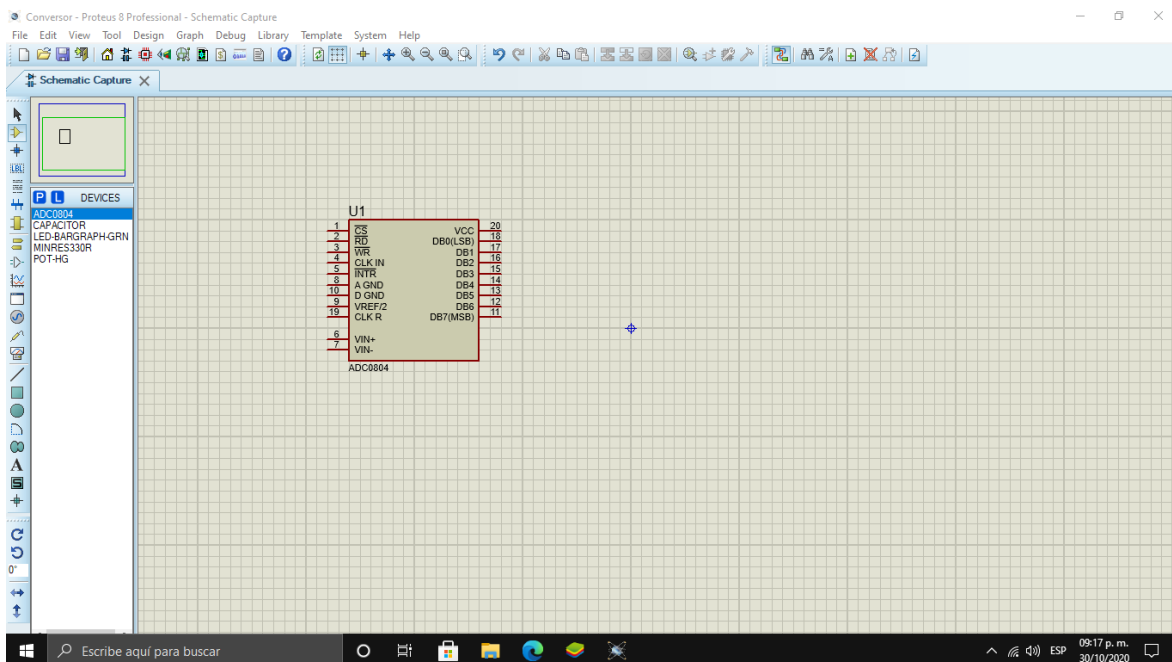 Conversor - Proteus 8 Professional - Schematic Capture
File Edit View Tool Design Graph Debug Library Template System Help
Schematic Capture
P L DEVICES
ADC0804
CAPACITOR
LED-BARGRAPH-GRN
MINRES330R
POT-HG
LBL
A
S
0°
U1
1 CS VCC 20
2 RD DB0(LSB) 18
3 WR DB1 17
4 CLK IN DB2 16
5 INTR DB3 15
8 A GND DB4 14
10 D GND DB5 13
9 VREF/2 DB6 12
19 CLK R DB7(MSB) 11
6 VIN+
7 VIN-
ADC0804
Escribe aquí para buscar
ESP
09:17 p. m.
30/10/2020